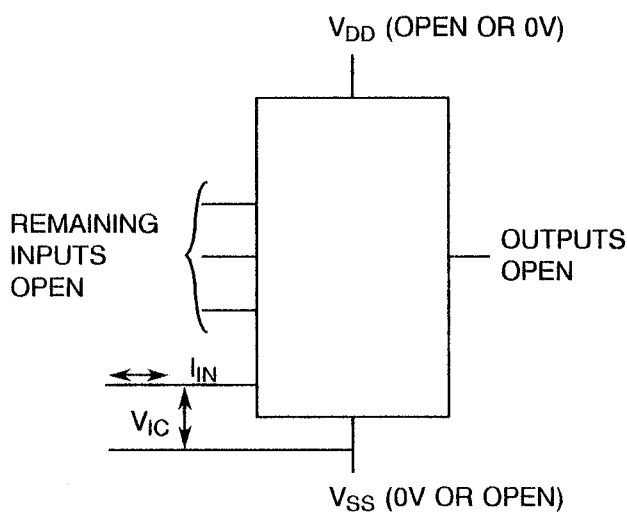 V_DD (OPEN OR 0V)
REMAINING
INPUTS
OPEN
OUTPUTS
OPEN
I_IN
V_IC
V_SS (0V OR OPEN)